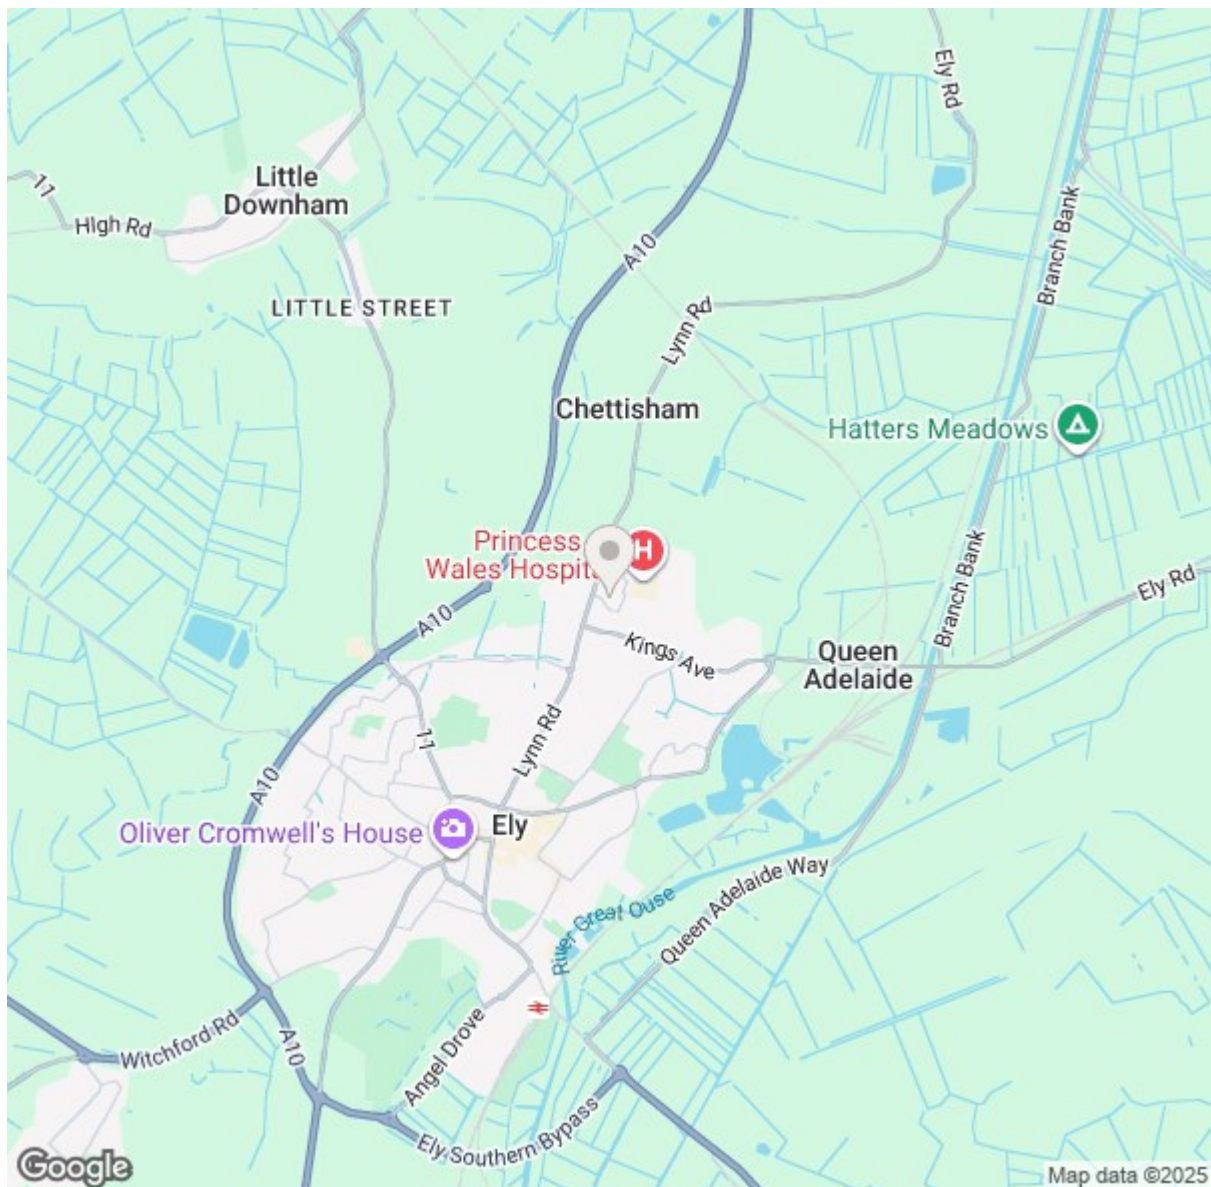 Ely Rd
Little
Downham
11
High Rd
Branch Bank
A10
LITTLE STREET
Lynn Rd
Chettisham
Hatters Meadows
Princess
Wales Hospit
H
Branch Bank
Ely Rd
A10
Kings Ave
Queen
Adelaide
11
Lynn Rd
A10
Oliver Cromwell's House
Ely
Queen Adelaide Way
River Great Ouse
Witchford Rd
A10
Angel Drove
Ely Southern Bypass
Google
Map data ©2025